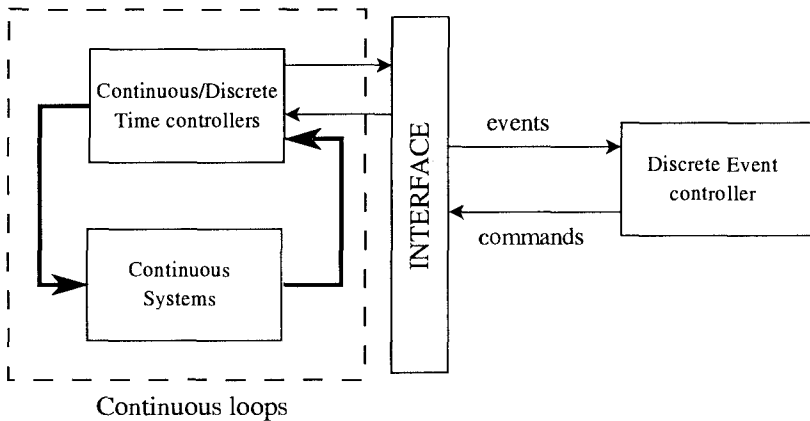 Continuous/Discrete
Time controllers
Continuous
Systems
Continuous loops
INTERFACE
events
commands
Discrete Event
controller